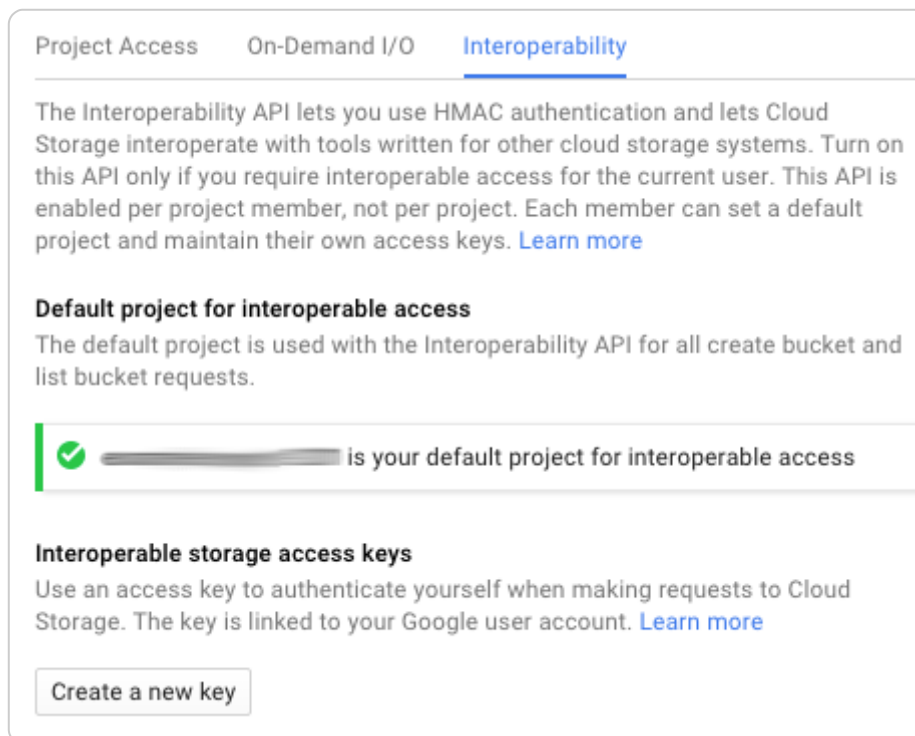 Project Access On-Demand I/O Interoperability
The Interoperability API lets you use HMAC authentication and lets Cloud
Storage interoperate with tools written for other cloud storage systems. Turn on
this API only if you require interoperable access for the current user. This API is
enabled per project member, not per project. Each member can set a default
project and maintain their own access keys. Learn more
Default project for interoperable access
The default project is used with the Interoperability API for all create bucket and
list bucket requests.
is your default project for interoperable access
Interoperable storage access keys
Use an access key to authenticate yourself when making requests to Cloud
Storage. The key is linked to your Google user account. Learn more
Create a new key